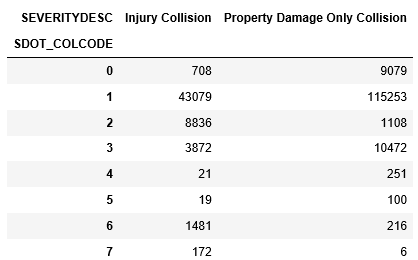 SEVERITYDESC Injury Collision Property Damage Only Collision
SDOT_COLCODE
0 708 9079
1 43079 115253
2 8836 1108
3 3872 10472
4 21 251
5 19 100
6 1481 216
7 172 6